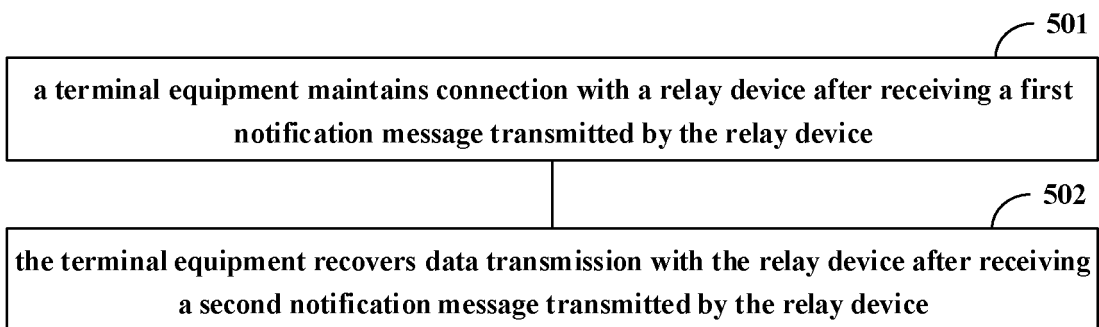 501
a terminal equipment maintains connection with a relay device after receiving a first
notification message transmitted by the relay device
502
the terminal equipment recovers data transmission with the relay device after receiving
a second notification message transmitted by the relay device